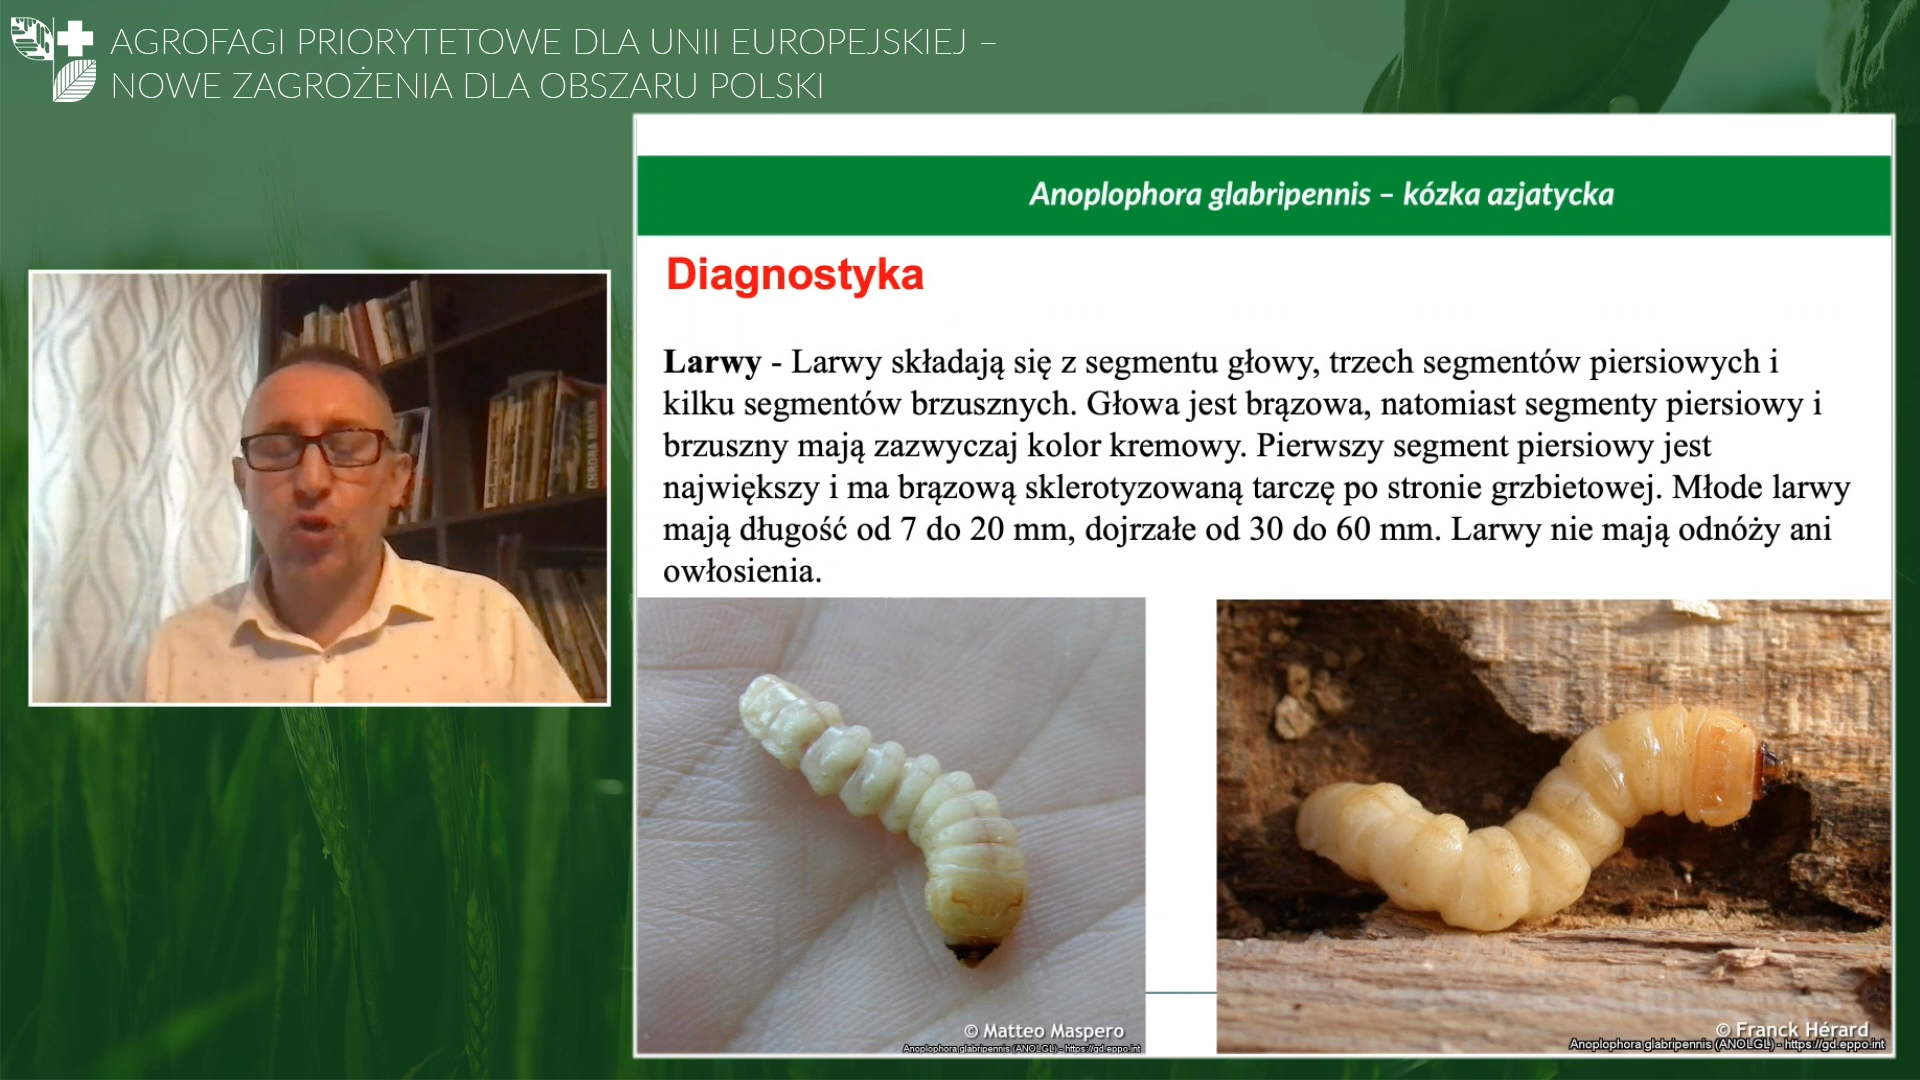 AGROFAGI PRIORYTETOWE DLA UNII EUROPEJSKIEJ –
NOWE ZAGROŻENIA DLA OBSZARU POLSKI
Anoplophora glabripennis – kózka azjatycka
Diagnostyka
Larwy - Larwy składają się z segmentu głowy, trzech segmentów piersiowych i
kilku segmentów brzusznych. Głowa jest brązowa, natomiast segmenty piersiowy i
brzuszny mają zazwyczaj kolor kremowy. Pierwszy segment piersiowy jest
największy i ma brązową sklerotyzowaną tarczę po stronie grzbietowej. Młode larwy
mają długość od 7 do 20 mm, dojrzałe od 30 do 60 mm. Larwy nie mają odnóży ani
owłosienia.
© Matteo Maspero
Anoplophora glabripennis (ANOLGL) - https://gd.eppo.int
© Franck Hérard
Anoplophora glabripennis (ANOLGL) - https://gd.eppo.int